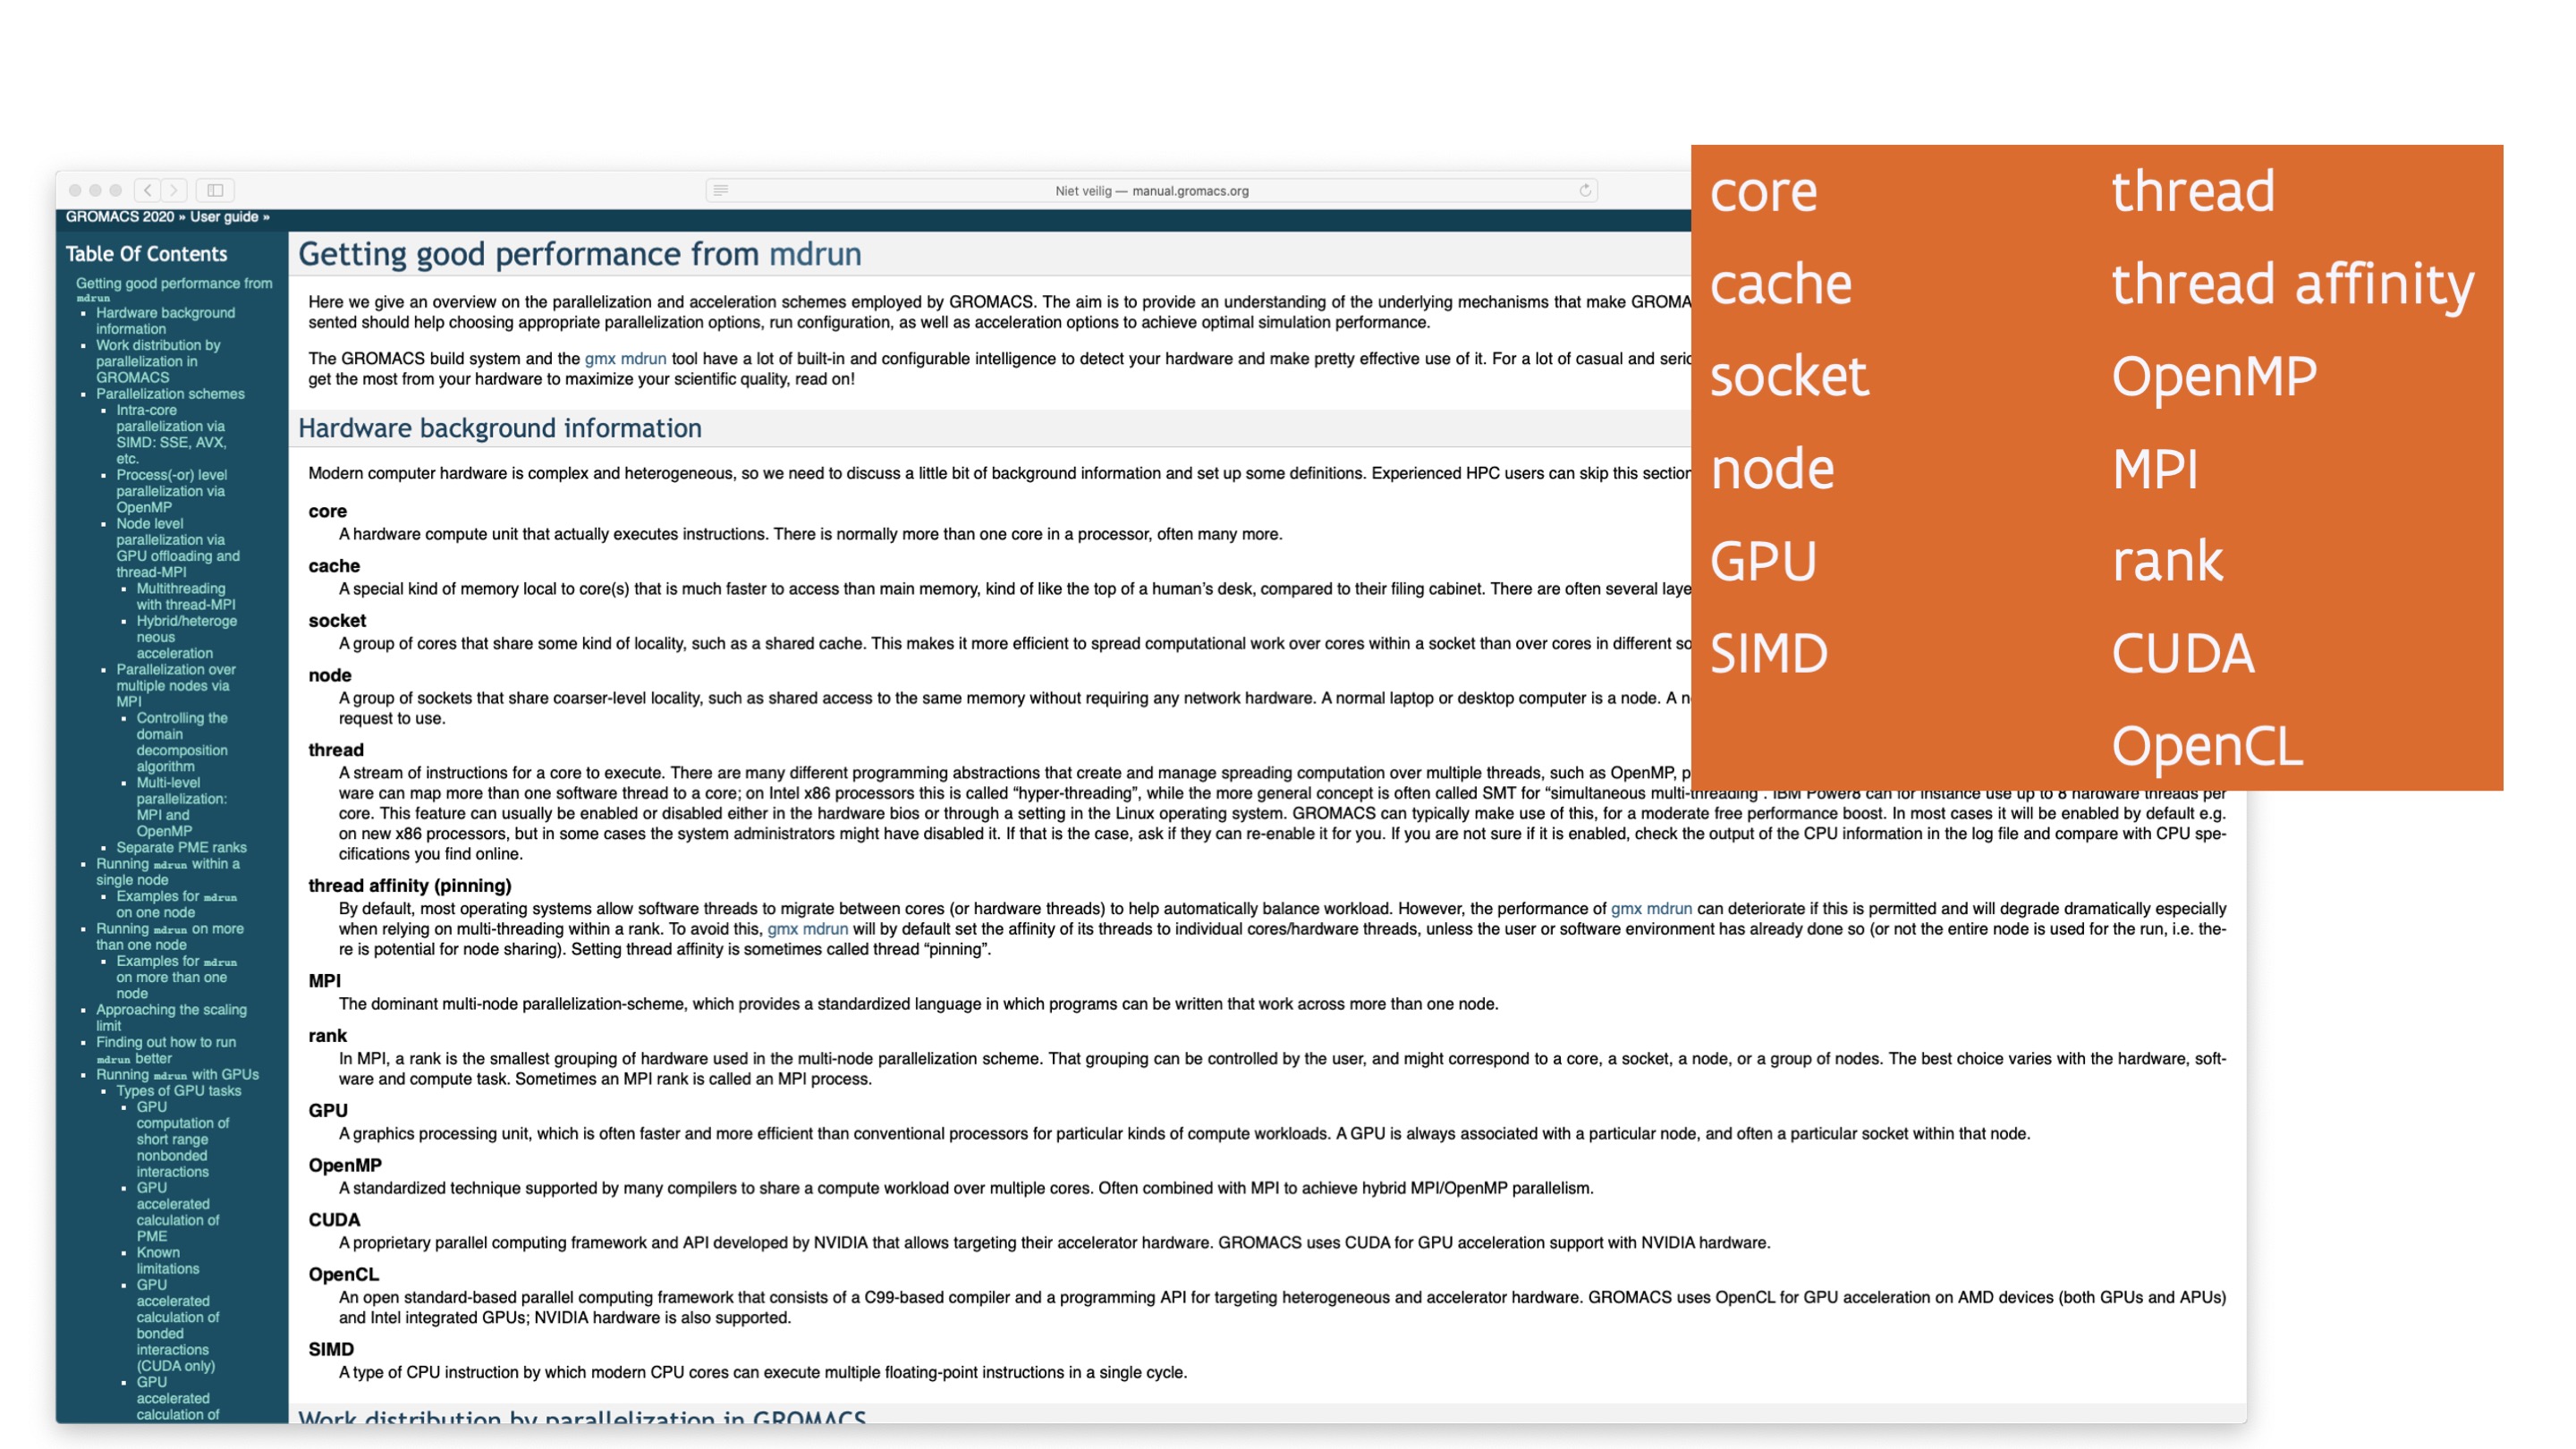 Niet veilig — manual.gromacs.org
GROMACS 2020 » User guide »
Table Of Contents
Getting good performance from
mdrun
Hardware background
information
Work distribution by
parallelization in
GROMACS
Parallelization schemes
Intra-core
parallelization via
SIMD: SSE, AVX,
etc.
Process(-or) level
parallelization via
OpenMP
Node level
parallelization via
GPU offloading and
thread-MPI
Multithreading
with thread-MPI
Hybrid/heteroge
neous
acceleration
Parallelization over
multiple nodes via
MPI
Controlling the
domain
decomposition
algorithm
Multi-level
parallelization:
MPI and
OpenMP
Separate PME ranks
Running mdrun within a
single node
Examples for mdrun
on one node
Running mdrun on more
than one node
Examples for mdrun
on more than one
node
Approaching the scaling
limit
Finding out how to run
mdrun better
Running mdrun with GPUs
Types of GPU tasks
GPU
computation of
short range
nonbonded
interactions
GPU
accelerated
calculation of
PME
Known
limitations
GPU
accelerated
calculation of
bonded
interactions
(CUDA only)
GPU
accelerated
calculation of
Getting good performance from mdrun
Here we give an overview on the parallelization and acceleration schemes employed by GROMACS. The aim is to provide an understanding of the underlying mechanisms that make GROMA
sented should help choosing appropriate parallelization options, run configuration, as well as acceleration options to achieve optimal simulation performance.
The GROMACS build system and the gmx mdrun tool have a lot of built-in and configurable intelligence to detect your hardware and make pretty effective use of it. For a lot of casual and seric
get the most from your hardware to maximize your scientific quality, read on!
Hardware background information
Modern computer hardware is complex and heterogeneous, so we need to discuss a little bit of background information and set up some definitions. Experienced HPC users can skip this section
core
A hardware compute unit that actually executes instructions. There is normally more than one core in a processor, often many more.
cache
A special kind of memory local to core(s) that is much faster to access than main memory, kind of like the top of a human’s desk, compared to their filing cabinet. There are often several laye
socket
A group of cores that share some kind of locality, such as a shared cache. This makes it more efficient to spread computational work over cores within a socket than over cores in different so
node
A group of sockets that share coarser-level locality, such as shared access to the same memory without requiring any network hardware. A normal laptop or desktop computer is a node. A n
request to use.
thread
A stream of instructions for a core to execute. There are many different programming abstractions that create and manage spreading computation over multiple threads, such as OpenMP, p
ware can map more than one software thread to a core; on Intel x86 processors this is called “hyper-threading”, while the more general concept is often called SMT for “simultaneous multi-threading”. IBM Power8 can for instance use up to 8 hardware threads per
core. This feature can usually be enabled or disabled either in the hardware bios or through a setting in the Linux operating system. GROMACS can typically make use of this, for a moderate free performance boost. In most cases it will be enabled by default e.g.
on new x86 processors, but in some cases the system administrators might have disabled it. If that is the case, ask if they can re-enable it for you. If you are not sure if it is enabled, check the output of the CPU information in the log file and compare with CPU spe-
cifications you find online.
thread affinity (pinning)
By default, most operating systems allow software threads to migrate between cores (or hardware threads) to help automatically balance workload. However, the performance of gmx mdrun can deteriorate if this is permitted and will degrade dramatically especially
when relying on multi-threading within a rank. To avoid this, gmx mdrun will by default set the affinity of its threads to individual cores/hardware threads, unless the user or software environment has already done so (or not the entire node is used for the run, i.e. the-
re is potential for node sharing). Setting thread affinity is sometimes called thread “pinning”.
MPI
The dominant multi-node parallelization-scheme, which provides a standardized language in which programs can be written that work across more than one node.
rank
In MPI, a rank is the smallest grouping of hardware used in the multi-node parallelization scheme. That grouping can be controlled by the user, and might correspond to a core, a socket, a node, or a group of nodes. The best choice varies with the hardware, soft-
ware and compute task. Sometimes an MPI rank is called an MPI process.
GPU
A graphics processing unit, which is often faster and more efficient than conventional processors for particular kinds of compute workloads. A GPU is always associated with a particular node, and often a particular socket within that node.
OpenMP
A standardized technique supported by many compilers to share a compute workload over multiple cores. Often combined with MPI to achieve hybrid MPI/OpenMP parallelism.
CUDA
A proprietary parallel computing framework and API developed by NVIDIA that allows targeting their accelerator hardware. GROMACS uses CUDA for GPU acceleration support with NVIDIA hardware.
OpenCL
An open standard-based parallel computing framework that consists of a C99-based compiler and a programming API for targeting heterogeneous and accelerator hardware. GROMACS uses OpenCL for GPU acceleration on AMD devices (both GPUs and APUs)
and Intel integrated GPUs; NVIDIA hardware is also supported.
SIMD
A type of CPU instruction by which modern CPU cores can execute multiple floating-point instructions in a single cycle.
Work distribution by parallelization in GROMACS
core
cache
socket
node
GPU
SIMD
thread
thread affinity
OpenMP
MPI
rank
CUDA
OpenCL